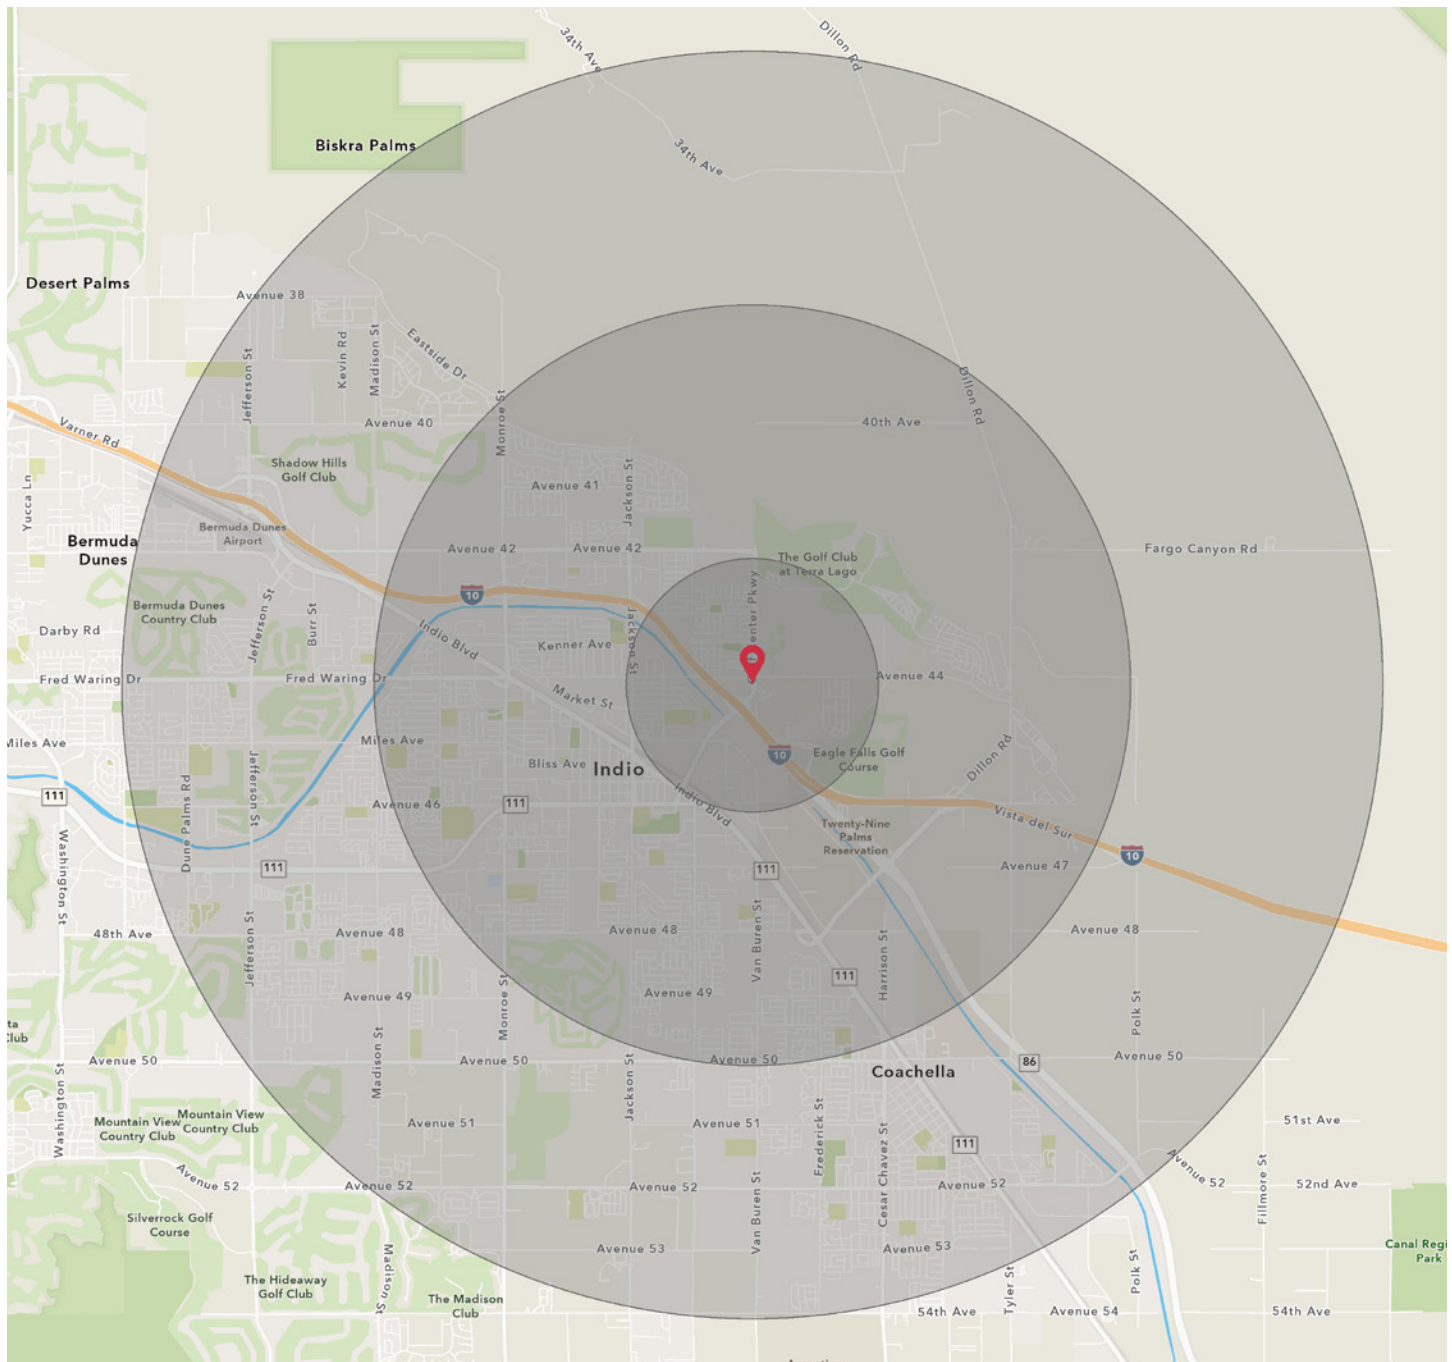 34th Ave
Dillon Rd
Biskra Palms
34th Ave
Desert Palms
Avenue 38
Kevin Rd
Madison St
Jefferson St
Eastside Dr
Monroe St
Dillon Rd
Varner Rd
Avenue 40
40th Ave
Shadow Hills
Golf Club
Yucca Ln
Avenue 41
Jackson St
Bermuda Dunes
Airport
Bermuda
Dunes
Avenue 42
Avenue 42
The Golf Club
at Terra Lago
Fargo Canyon Rd
10
Bermuda Dunes
Country Club
Jefferson St
Burr St
Darby Rd
Indio Blvd
Kenner Ave
Jackson St
Pkwy
Fred Waring Dr
Fred Waring Dr
Market St
Avenue 44
Miles Ave
Miles Ave
Bliss Ave
Indio
10
Eagle Falls Golf
Course
Dillon Rd
111
Dune Palms Rd
Jefferson St
Avenue 46
111
Indio Blvd
Twenty-Nine
Palms
Reservation
Vista del Sur
10
Washington St
111
111
Avenue 47
48th Ave
Avenue 48
Avenue 48
Avenue 48
Jefferson St
Van Buren St
Harrison St
111
Avenue 49
Avenue 49
Monroe St
Polk St
ta
Club
Avenue 50
Avenue 50
Avenue 50
86
Avenue 50
Madison St
Jackson St
Coachella
Washington St
Mountain View
Country Club
Mountain View
Country Club
Avenue 51
Avenue 51
Frederick St
Cesar Chavez St
111
51st Ave
Avenue 52
Avenue 52
Avenue 52
Avenue 52
Avenue 52
52nd Ave
Fillmore St
Silverrock Golf
Course
Van Buren St
Avenue 53
Avenue 53
Canal Regi
Park
Madison St
The Hideaway
Golf Club
The Madison
Club
Tyler St
Polk St
54th Ave
Avenue 54
54th Ave